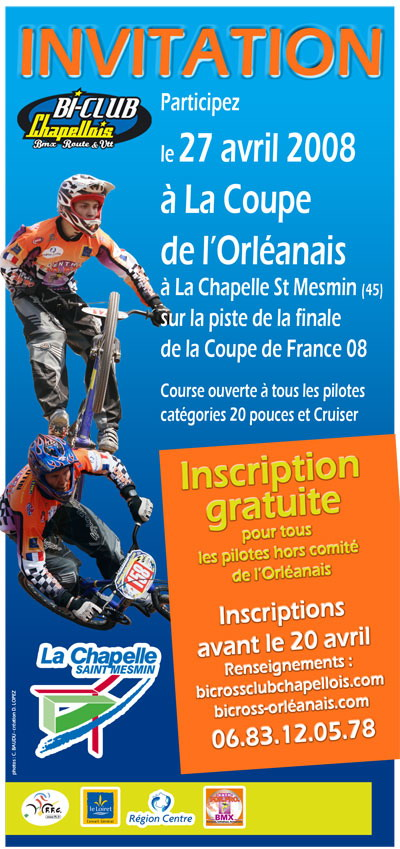 INVITATION
BI-CLUB
Chapellois
Bmx Route & Vtt
Participez
le 27 avril 2008
à La Coupe
de l'Orléanais
à La Chapelle St Mesmin (45)
sur la piste de la finale
de la Coupe de France 08
Course ouverte à tous les pilotes
catégories 20 pouces et Cruiser
Inscription
gratuite
pour tous
les pilotes hors comité
de l'Orléanais
Inscriptions
avant le 20 avril
Renseignements :
bicrossclubchapellois.com
bicross-orléanais.com
06.83.12.05.78
158
La Chapelle
SAINT MESMIN
photos : C. BAUDU - création D. LOPEZ
F.F.C.
le Loiret
Conseil Général
Région Centre
BMX